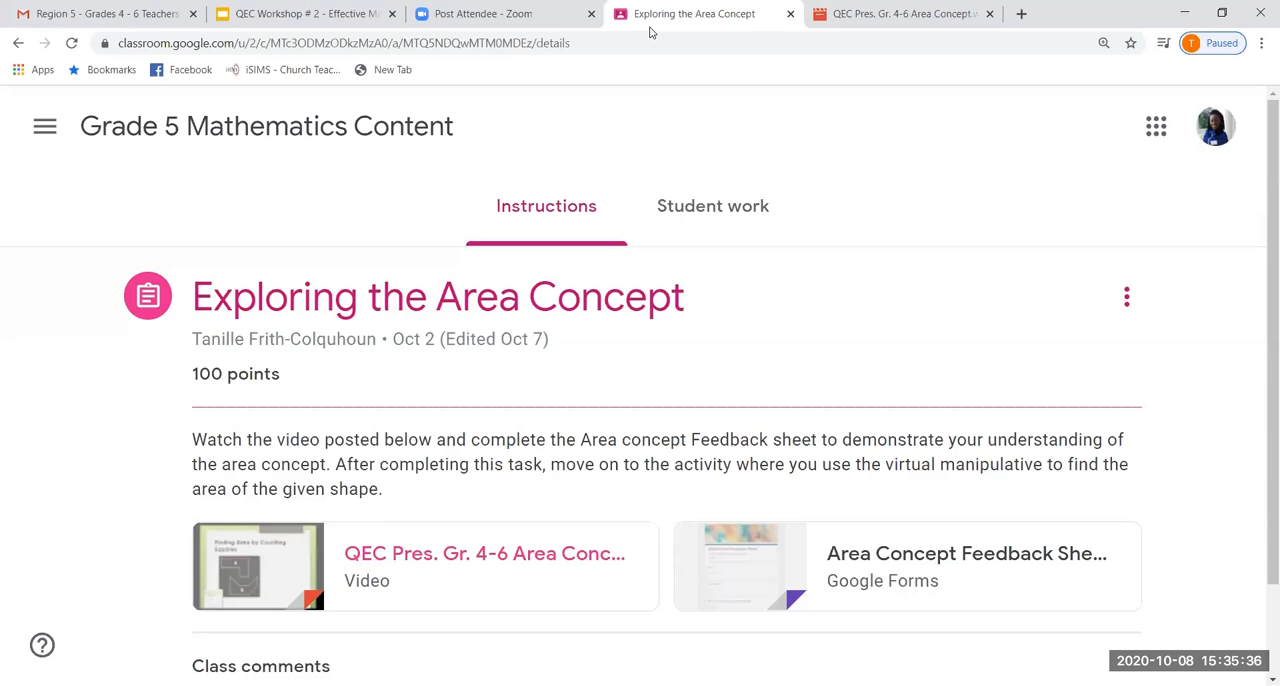 Region 5 - Grades 4 - 6 Teachers
QEC Workshop # 2 - Effective M
Post Attendee - Zoom
Exploring the Area Concept
QEC Pres. Gr. 4-6 Area Concept.w
classroom.google.com/u/2/c/MTc3ODMzODkzMzA0/a/MTQ5NDQwMTM0MDEz/details
Paused
Apps
Bookmarks
Facebook
iSIMS - Church Teac...
New Tab
Grade 5 Mathematics Content
Instructions
Student work
Exploring the Area Concept
Tanille Frith-Colquhoun • Oct 2 (Edited Oct 7)
100 points
Watch the video posted below and complete the Area concept Feedback sheet to demonstrate your understanding of
the area concept. After completing this task, move on to the activity where you use the virtual manipulative to find the
area of the given shape.
Finding Area by Counting
Squares
QEC Pres. Gr. 4-6 Area Conc...
Video
Area Concept Feedback She...
Google Forms
Class comments
2020-10-08 15:35:36